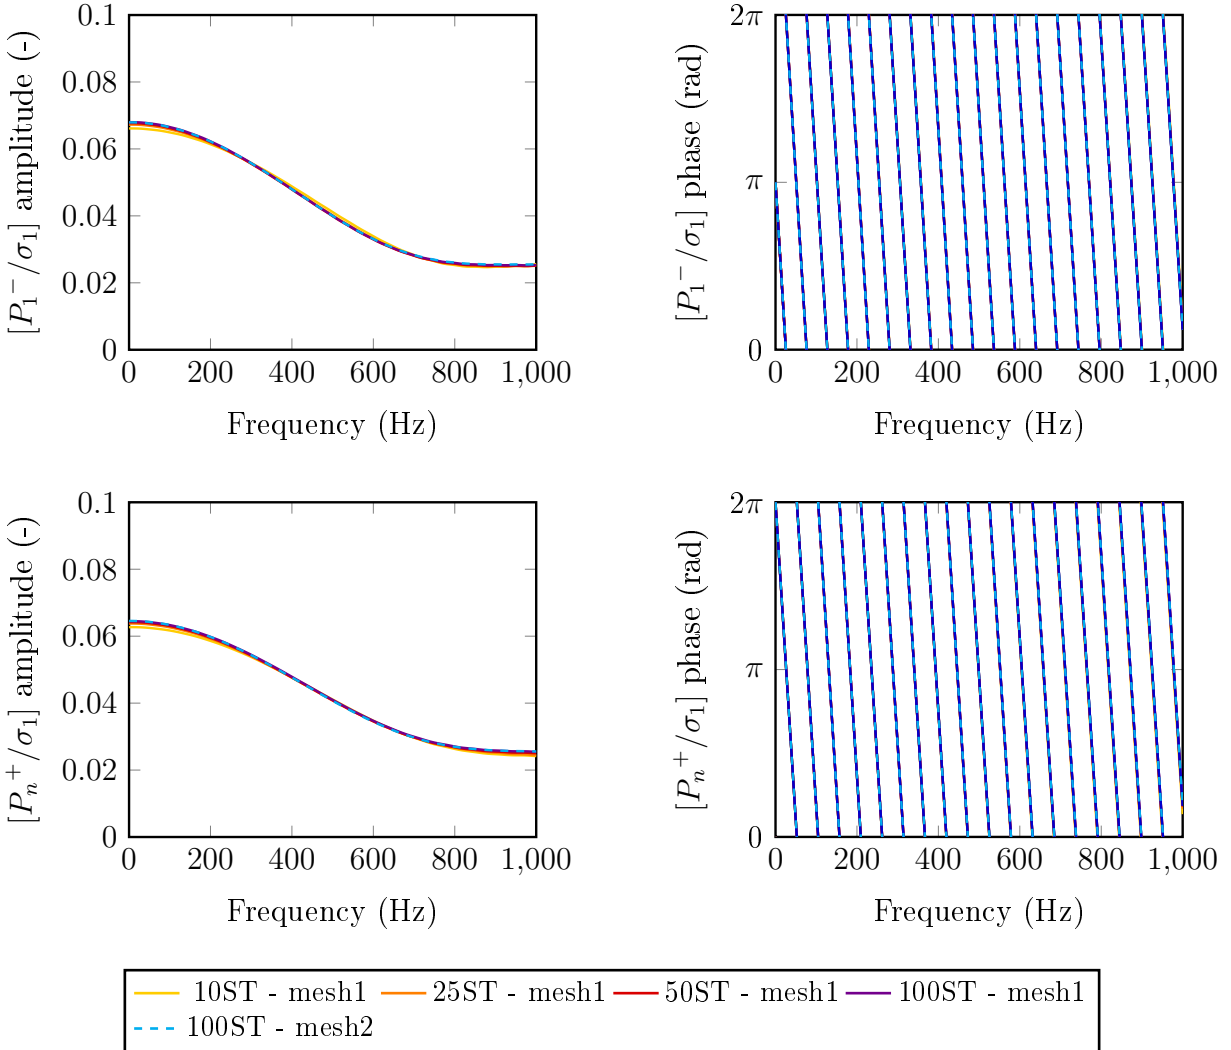 [P₁⁻/σ₁] amplitude (-)
0.1
0.08
0.06
0.04
0.02
0
0 200 400 600 800 1,000
Frequency (Hz)
[P₁⁻/σ₁] phase (rad)
2π
π
0
0 200 400 600 800 1,000
Frequency (Hz)
[Pₙ⁺/σ₁] amplitude (-)
0.1
0.08
0.06
0.04
0.02
0
0 200 400 600 800 1,000
Frequency (Hz)
[Pₙ⁺/σ₁] phase (rad)
2π
π
0
0 200 400 600 800 1,000
Frequency (Hz)
10ST - mesh1 25ST - mesh1 50ST - mesh1 100ST - mesh1
100ST - mesh2